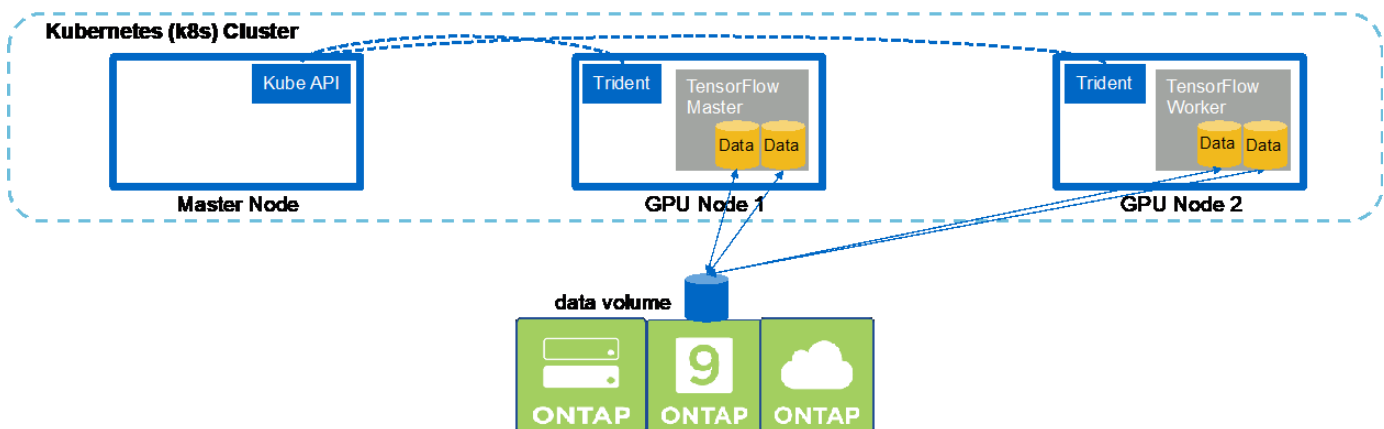 Kubernetes (k8s) Cluster
Kube API
Master Node
Trident
TensorFlow
Master
Data
Data
GPU Node 1
Trident
TensorFlow
Worker
Data
Data
GPU Node 2
data volume
ONTAP
9
ONTAP
ONTAP